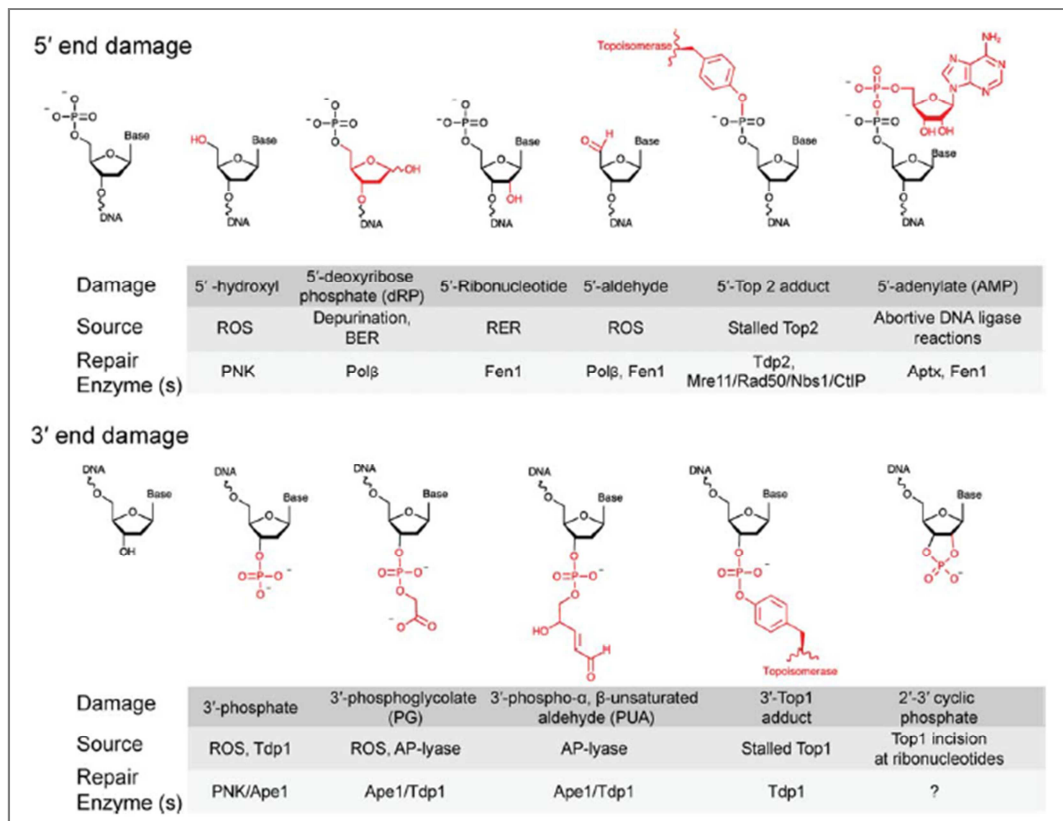 5′ end damage
Topoisomerase
NH₂
N N
N N
⁻O O⁻ P=O O Base O O DNA
HO Base O O DNA
⁻O O⁻ P=O O O OH O DNA
⁻O O⁻ P=O O Base O O OH DNA
O H Base O O DNA
O ⁻O P=O O Base O O DNA
⁻O O P O O OH OH O ⁻O P=O O Base O O DNA
Damage 5′ -hydroxyl 5′-deoxyribose phosphate (dRP) 5′-Ribonucleotide 5′-aldehyde 5′-Top 2 adduct 5′-adenylate (AMP)
Source ROS Depurination, BER RER ROS Stalled Top2 Abortive DNA ligase reactions
Repair Enzyme (s) PNK Polβ Fen1 Polβ, Fen1 Tdp2, Mre11/Rad50/Nbs1/CtIP Aptx, Fen1
3′ end damage
DNA O Base O OH
DNA O Base O O O=P-O⁻ O⁻
DNA O Base O O O=P-O⁻ O ⁻O O
DNA O Base O O O=P-O⁻ O HO H O
DNA O Base O O O=P-O⁻ O Topoisomerase
DNA O Base O O O P O O⁻
Damage 3′-phosphate 3′-phosphoglycolate (PG) 3′-phospho-α, β-unsaturated aldehyde (PUA) 3′-Top1 adduct 2′-3′ cyclic phosphate
Source ROS, Tdp1 ROS, AP-lyase AP-lyase Stalled Top1 Top1 incision at ribonucleotides
Repair Enzyme (s) PNK/Ape1 Ape1/Tdp1 Ape1/Tdp1 Tdp1 ?